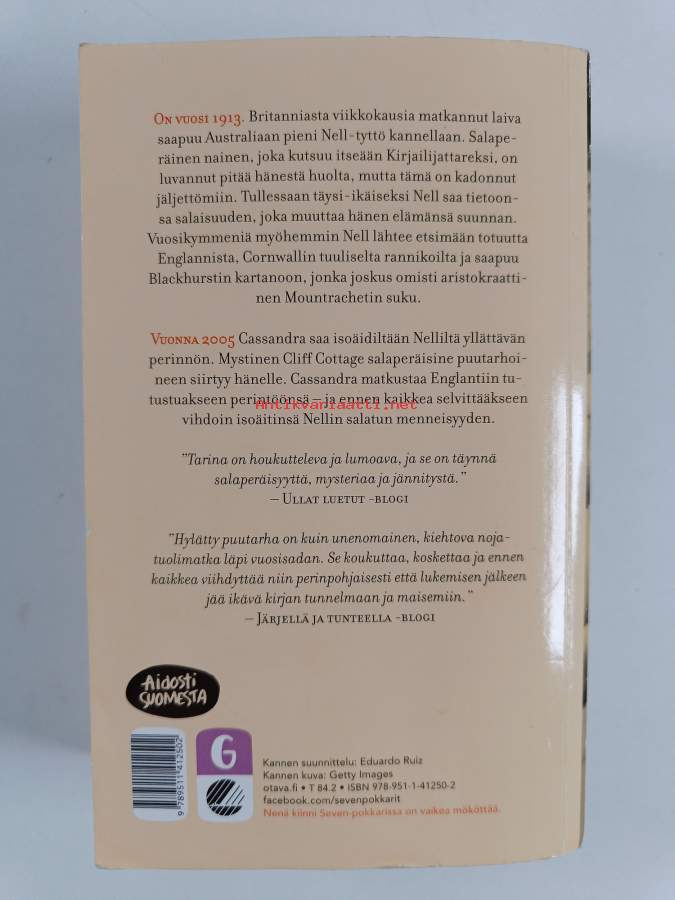 On vuosi 1913. Britanniasta viikkokausia matkannut laiva
saapuu Australiaan pieni Nell-tyttö kannellaan. Salape-
räinen nainen, joka kutsuu itseään Kirjailijattareksi, on
luvannut pitää hänestä huolta, mutta tämä on kadonnut
jäljettömiin. Tullessaan täysi-ikäiseksi Nell saa tietoon-
sa salaisuuden, joka muuttaa hänen elämänsä suunnan.
Vuosikymmeniä myöhemmin Nell lähtee etsimään totuutta
Englannista, Cornwallin tuuliselta rannikoilta ja saapuu
Blackhurstin kartanoon, jonka joskus omisti aristokraatti-
nen Mountrachetin suku.
Vuonna 2005 Cassandra saa isoäidiltään Nelliltä yllättävän
perinnön. Mystinen Cliff Cottage salaperäisine puutarhoi-
neen siirtyy hänelle. Cassandra matkustaa Englantiin tu-
tustuakseen perintöönsä – ja ennen kaikkea selvittääkseen
Antikvariaatti.net
vihdoin isoäitinsä Nellin salatun menneisyyden.
"Tarina on houkutteleva ja lumoava, ja se on täynnä
salaperäisyyttä, mysteriaa ja jännitystä."
– Ullat luetut -blogi
"Hylätty puutarha on kuin unenomainen, kiehtova noja-
tuolimatka läpi vuosisadan. Se koukuttaa, koskettaa ja ennen
kaikkea viihdyttää niin perinpohjaisesti että lukemisen jälkeen
jää ikävä kirjan tunnelmaan ja maisemiin."
– Järjellä ja tunteella -blogi
Aidosti
SUOMESTA
9 789511 412502
G
Kannen suunnittelu: Eduardo Ruiz
Kannen kuva: Getty Images
otava.fi • T 84.2 • ISBN 978-951-1-41250-2
facebook.com/sevenpokkarit
Nenä kiinni Seven-pokkarissa on vaikea mököttää.